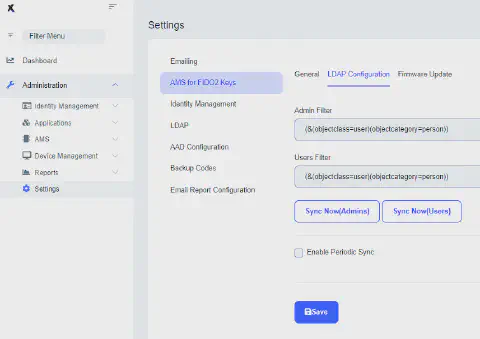 Filter Menu
Dashboard
Administration
Identity Management
Applications
AMS
Device Management
Reports
Settings
Settings
Emailing
AMS for FIDO2 Keys
Identity Management
LDAP
AAD Configuration
Backup Codes
Email Report Configuration
General LDAP Configuration Firmware Update
Admin Filter
(&(objectclass=user)(objectcategory=person))
Users Filter
(&(objectclass=user)(objectcategory=person))
Sync Now(Admins) Sync Now(Users)
Enable Periodic Sync
Save